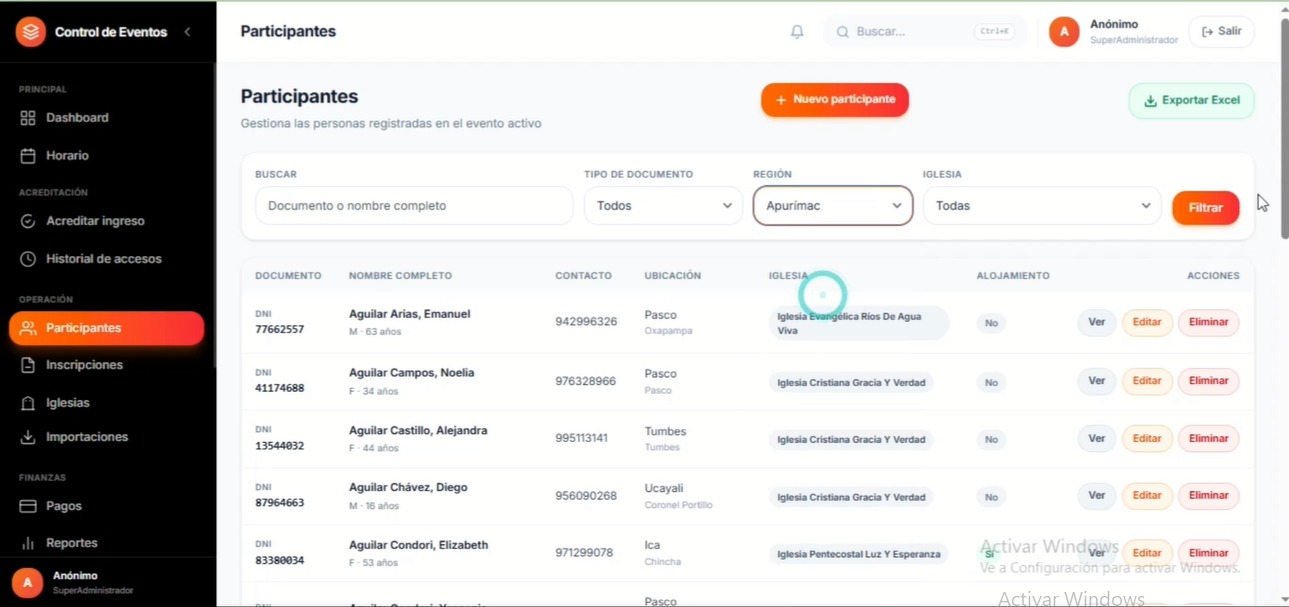 Control de Eventos
Participantes
Buscar...
Ctrl+K
A
Anónimo
SuperAdministrador
Salir
PRINCIPAL
Dashboard
Horario
ACREDITACIÓN
Acreditar ingreso
Historial de accesos
OPERACIÓN
Participantes
Inscripciones
Iglesias
Importaciones
FINANZAS
Pagos
Reportes
A
Anónimo
SuperAdministrador
Participantes
Gestiona las personas registradas en el evento activo
+ Nuevo participante
Exportar Excel
BUSCAR
TIPO DE DOCUMENTO
REGIÓN
IGLESIA
Documento o nombre completo
Todos
Apurímac
Todas
Filtrar
DOCUMENTO NOMBRE COMPLETO CONTACTO UBICACIÓN IGLESIA ALOJAMIENTO ACCIONES
DNI
77662557
Aguilar Arias, Emanuel
M · 63 años
942996326
Pasco
Oxapampa
Iglesia Evangélica Ríos De Agua
Viva
No
Ver Editar Eliminar
DNI
41174688
Aguilar Campos, Noelia
F · 34 años
976328966
Pasco
Pasco
Iglesia Cristiana Gracia Y Verdad
No
Ver Editar Eliminar
DNI
13544032
Aguilar Castillo, Alejandra
F · 44 años
995113141
Tumbes
Tumbes
Iglesia Cristiana Gracia Y Verdad
No
Ver Editar Eliminar
DNI
87964663
Aguilar Chávez, Diego
M · 16 años
956090268
Ucayali
Coronel Portillo
Iglesia Cristiana Gracia Y Verdad
No
Ver Editar Eliminar
DNI
83380034
Aguilar Condori, Elizabeth
F · 53 años
971299078
Ica
Chincha
Iglesia Pentecostal Luz Y Esperanza
Sí
Ver Editar Eliminar
Pasco
Activar Windows
Ve a Configuración para activar Windows.
Activar Windows